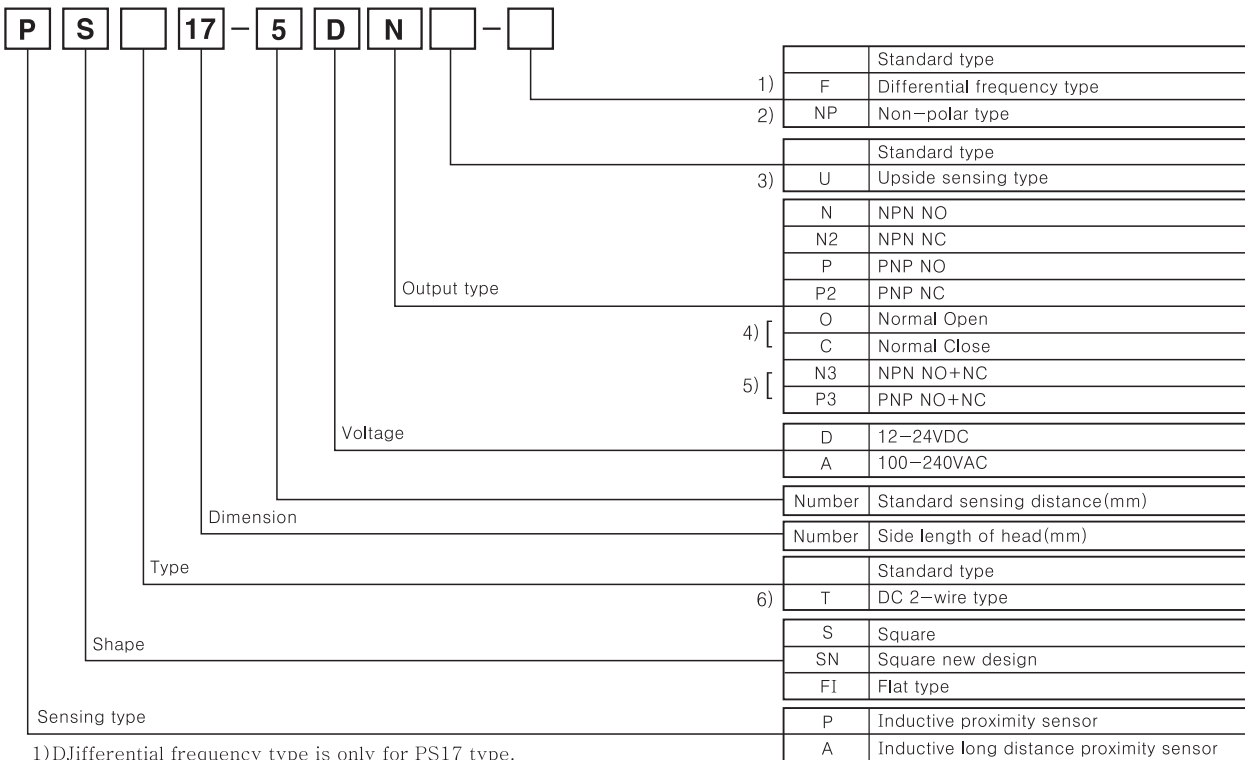 P S 17 - 5 D N -
Standard type
1) F Differential frequency type
2) NP Non-polar type
Standard type
3) U Upside sensing type
N NPN NO
N2 NPN NC
P PNP NO
Output type
P2 PNP NC
4) [ O Normal Open
C Normal Close
5) [ N3 NPN NO+NC
P3 PNP NO+NC
Voltage
D 12-24VDC
A 100-240VAC
Number Standard sensing distance(mm)
Dimension
Number Side length of head(mm)
Type
Standard type
6) T DC 2-wire type
S Square
Shape
SN Square new design
FI Flat type
Sensing type
P Inductive proximity sensor
A Inductive long distance proximity sensor
1)DJifferential frequency type is only for PS17 type.